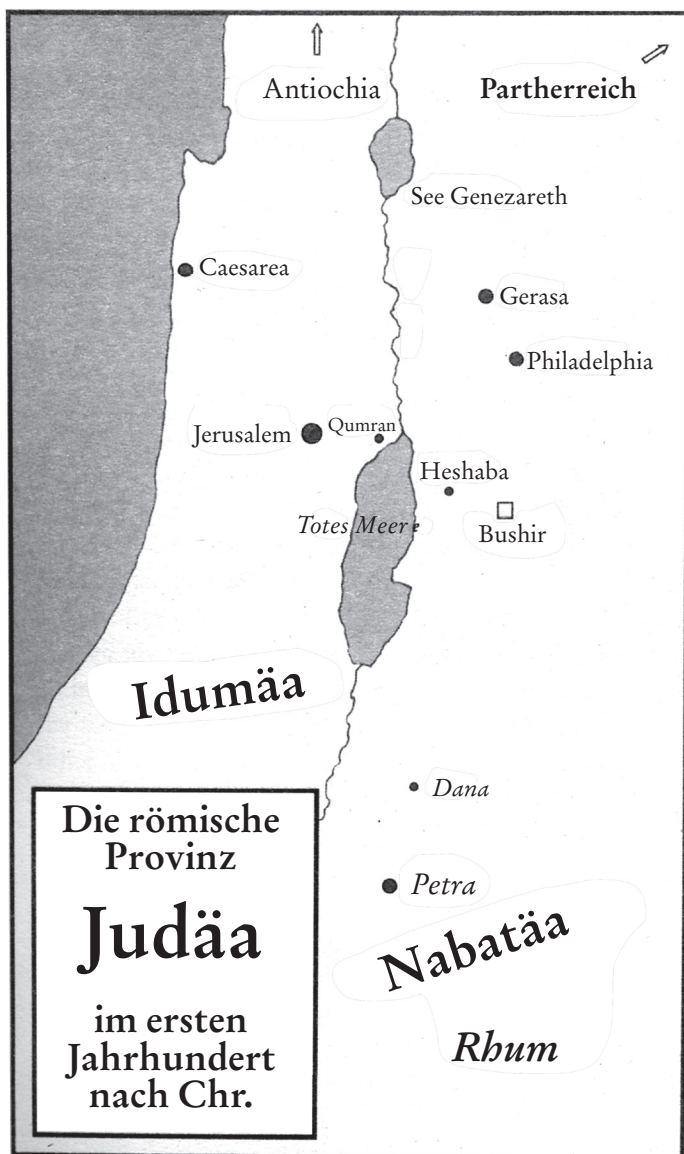 Antiochia
Partherreich
See Genezareth
Caesarea
Gerasa
Philadelphia
Jerusalem
Qumran
Heshaba
Totes Meer
Bushir
Idumäa
Dana
Petra
Nabatäa
Rhum
Die römische
Provinz
Judäa
im ersten
Jahrhundert
nach Chr.